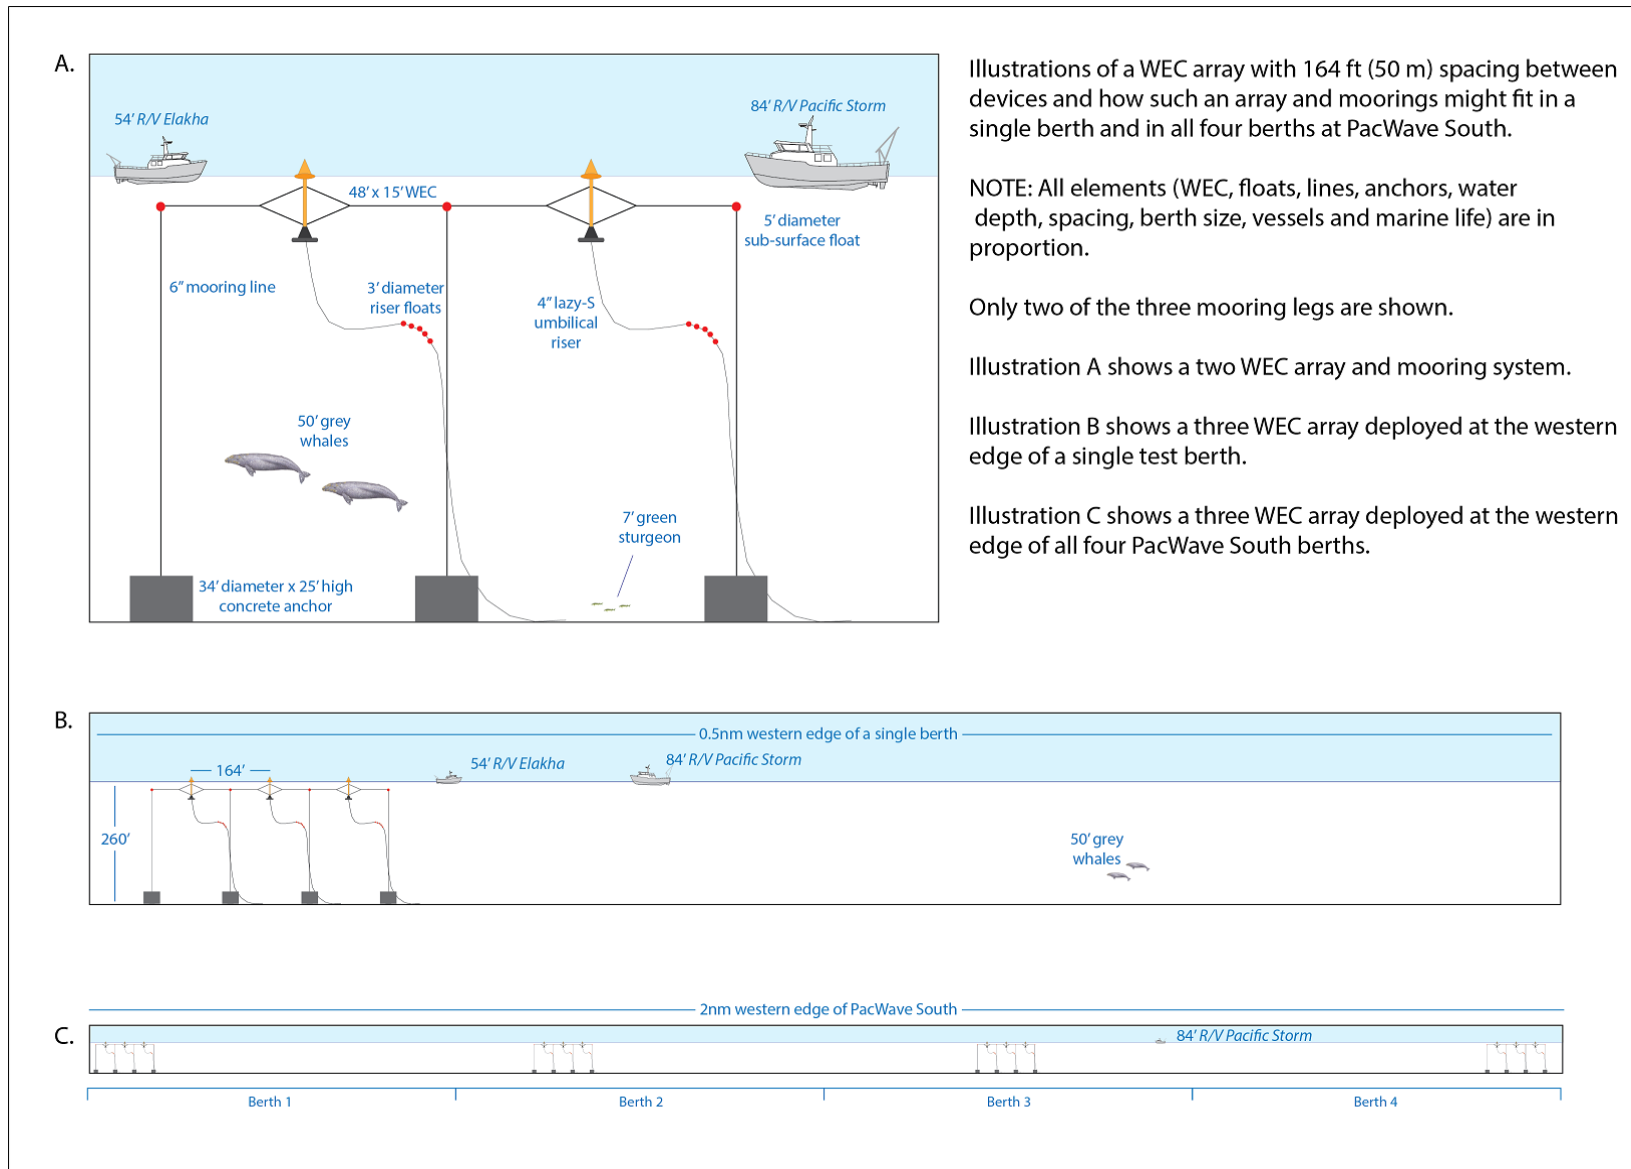 A.
54’ R/V Elakha
84’ R/V Pacific Storm
48’ x 15’ WEC
5’ diameter
sub-surface float
6” mooring line
3’ diameter
riser floats
4” lazy-S
umbilical
riser
50’ grey
whales
7’ green
sturgeon
34’ diameter x 25’ high
concrete anchor
Illustrations of a WEC array with 164 ft (50 m) spacing between
devices and how such an array and moorings might fit in a
single berth and in all four berths at PacWave South.
NOTE: All elements (WEC, floats, lines, anchors, water
depth, spacing, berth size, vessels and marine life) are in
proportion.
Only two of the three mooring legs are shown.
Illustration A shows a two WEC array and mooring system.
Illustration B shows a three WEC array deployed at the western
edge of a single test berth.
Illustration C shows a three WEC array deployed at the western
edge of all four PacWave South berths.
B.
0.5nm western edge of a single berth
164’
54’ R/V Elakha
84’ R/V Pacific Storm
260’
50’ grey
whales
2nm western edge of PacWave South
C.
84’ R/V Pacific Storm
Berth 1
Berth 2
Berth 3
Berth 4